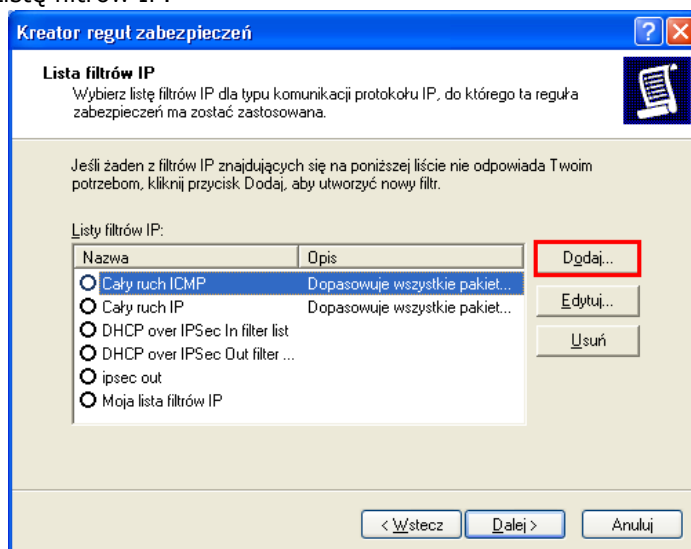 listę filtrów IP.
Kreator reguł zabezpieczeń
Lista filtrów IP
Wybierz listę filtrów IP dla typu komunikacji protokołu IP, do którego ta reguła
zabezpieczeń ma zostać zastosowana.
Jeśli żaden z filtrów IP znajdujących się na poniższej liście nie odpowiada Twoim
potrzebom, kliknij przycisk Dodaj, aby utworzyć nowy filtr.
Listy filtrów IP:
Nazwa Opis
Cały ruch ICMP Dopasowuje wszystkie pakiet...
Cały ruch IP Dopasowuje wszystkie pakiet...
DHCP over IPSec In filter list
DHCP over IPSec Out filter ...
ipsec out
Moja lista filtrów IP
Dodaj...
Edytuj...
Usuń
< Wstecz Dalej > Anuluj